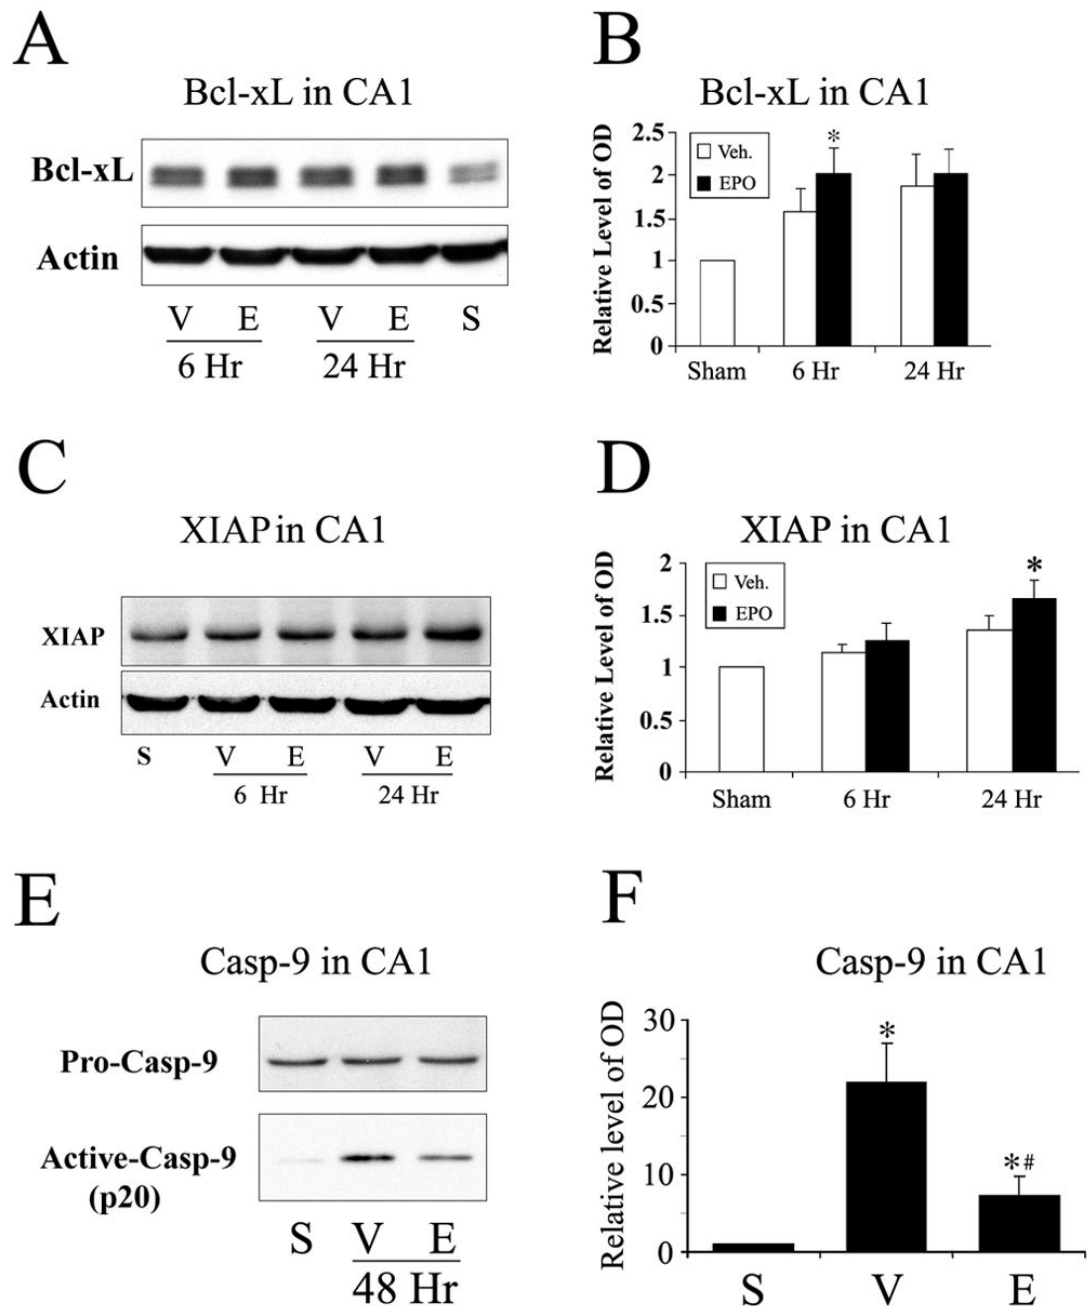 A
Bcl-xL in CA1
Bcl-xL
Actin
V E V E S
6 Hr 24 Hr
B
Bcl-xL in CA1
Relative Level of OD
2.5
2
1.5
1
0.5
0
Veh.
EPO
*
Sham 6 Hr 24 Hr
C
XIAP in CA1
XIAP
Actin
S V E V E
6 Hr 24 Hr
D
XIAP in CA1
Relative Level of OD
2
1.5
1
0.5
0
Veh.
EPO
*
Sham 6 Hr 24 Hr
E
Casp-9 in CA1
Pro-Casp-9
Active-Casp-9
(p20)
S V E
48 Hr
F
Casp-9 in CA1
Relative level of OD
30
20
10
0
*
*#
S V E